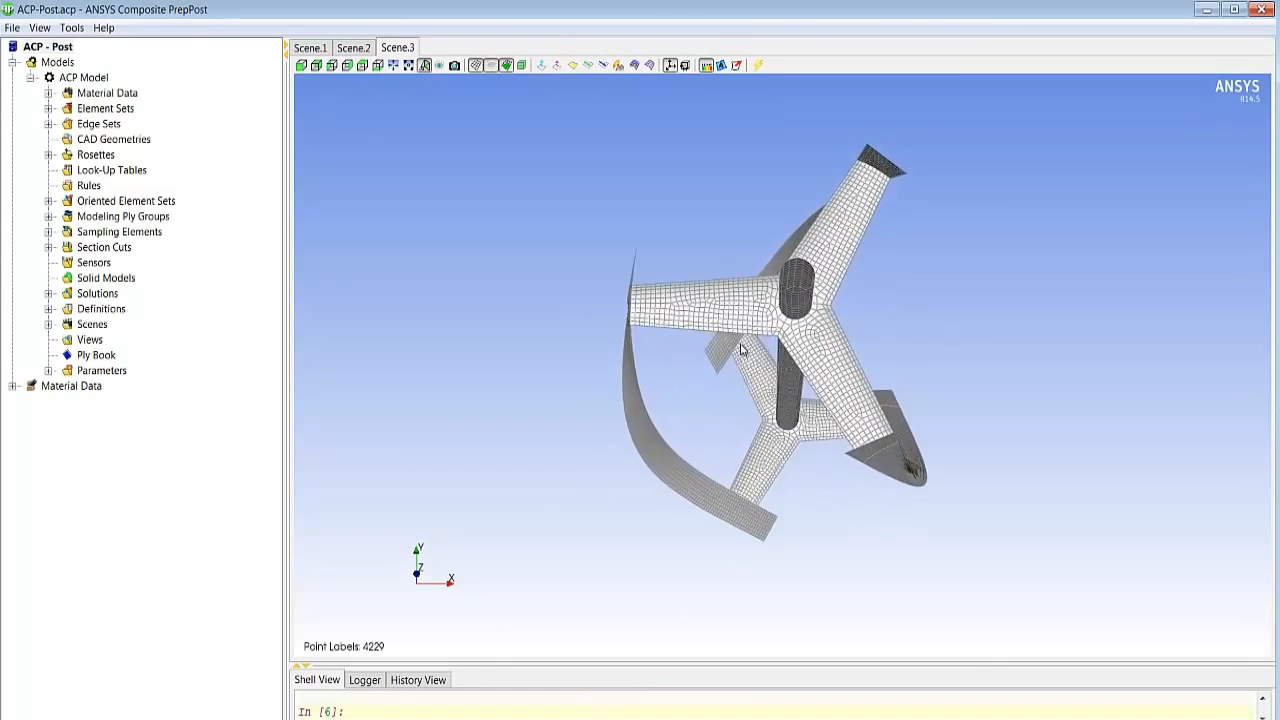 ACP-Post.acp - ANSYS Composite PrepPost
File View Tools Help
ACP - Post
Models
ACP Model
Material Data
Element Sets
Edge Sets
CAD Geometries
Rosettes
Look-Up Tables
Rules
Oriented Element Sets
Modeling Ply Groups
Sampling Elements
Section Cuts
Sensors
Solid Models
Solutions
Definitions
Scenes
Views
Ply Book
Parameters
Material Data
Scene.1 Scene.2 Scene.3
ANSYS
R14.5
Y
Z
X
Point Labels: 4229
Shell View Logger History View
In [6]: